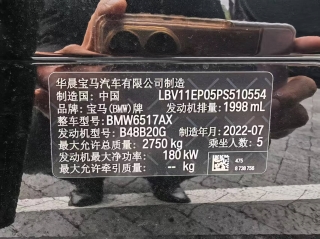 华晨宝马汽车有限公司制造
制造国：中国 LBV11EP05PS510554
品牌：宝马(BMW)牌 发动机排量：1998 mL
整车型号：BMW6517AX
发动机型号：B48B20G 制造年月：2022-07
最大允许总质量：2750 kg 乘坐人数：5
发动机最大净功率：180 kW
最大允许牵引质量：-- kg
475
8 738 755